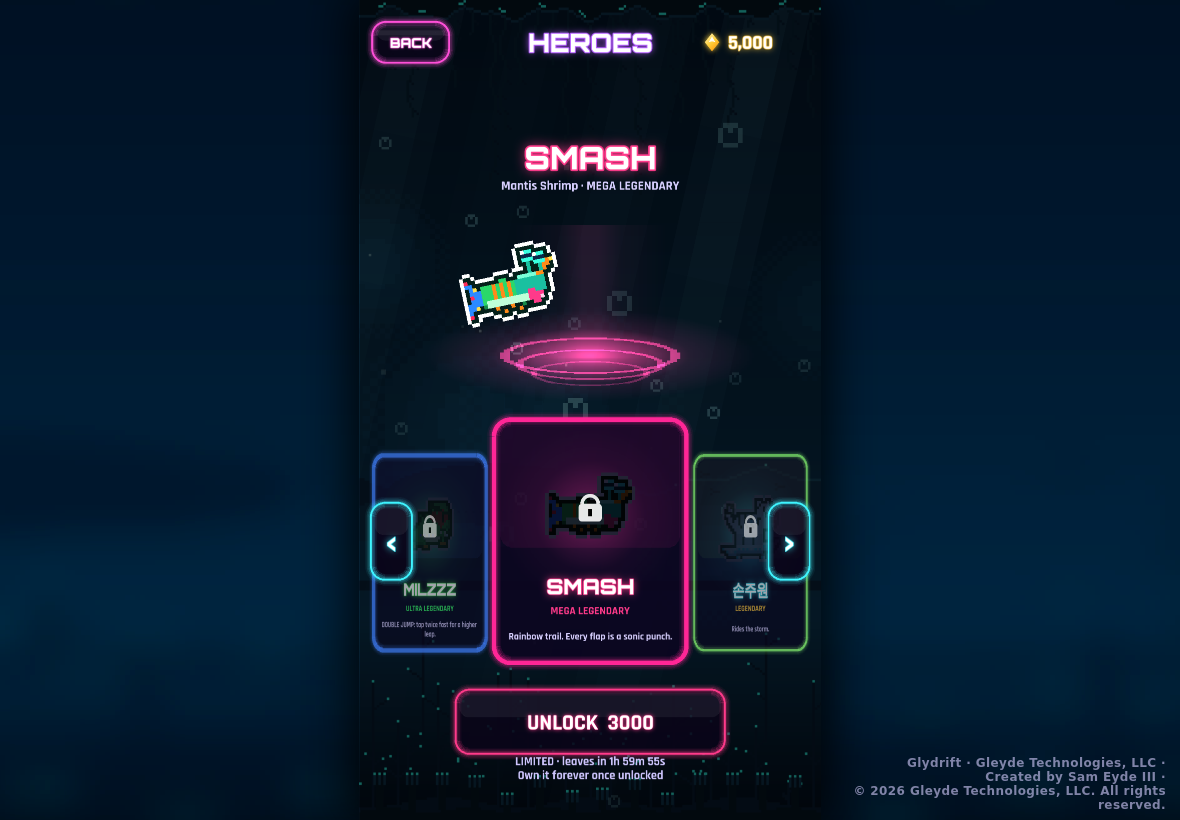 BACK
HEROES
5,000
SMASH
Mantis Shrimp · MEGA LEGENDARY
<
>
MILZZZ
ULTRA LEGENDARY
DOUBLE JUMP: tap twice fast for a higher
leap.
SMASH
MEGA LEGENDARY
Rainbow trail. Every flap is a sonic punch.
손주원
LEGENDARY
Rides the storm.
UNLOCK 3000
LIMITED · leaves in 1h 59m 55s
Own it forever once unlocked
Glydrift · Gleyde Technologies, LLC ·
Created by Sam Eyde III ·
© 2026 Gleyde Technologies, LLC. All rights
reserved.